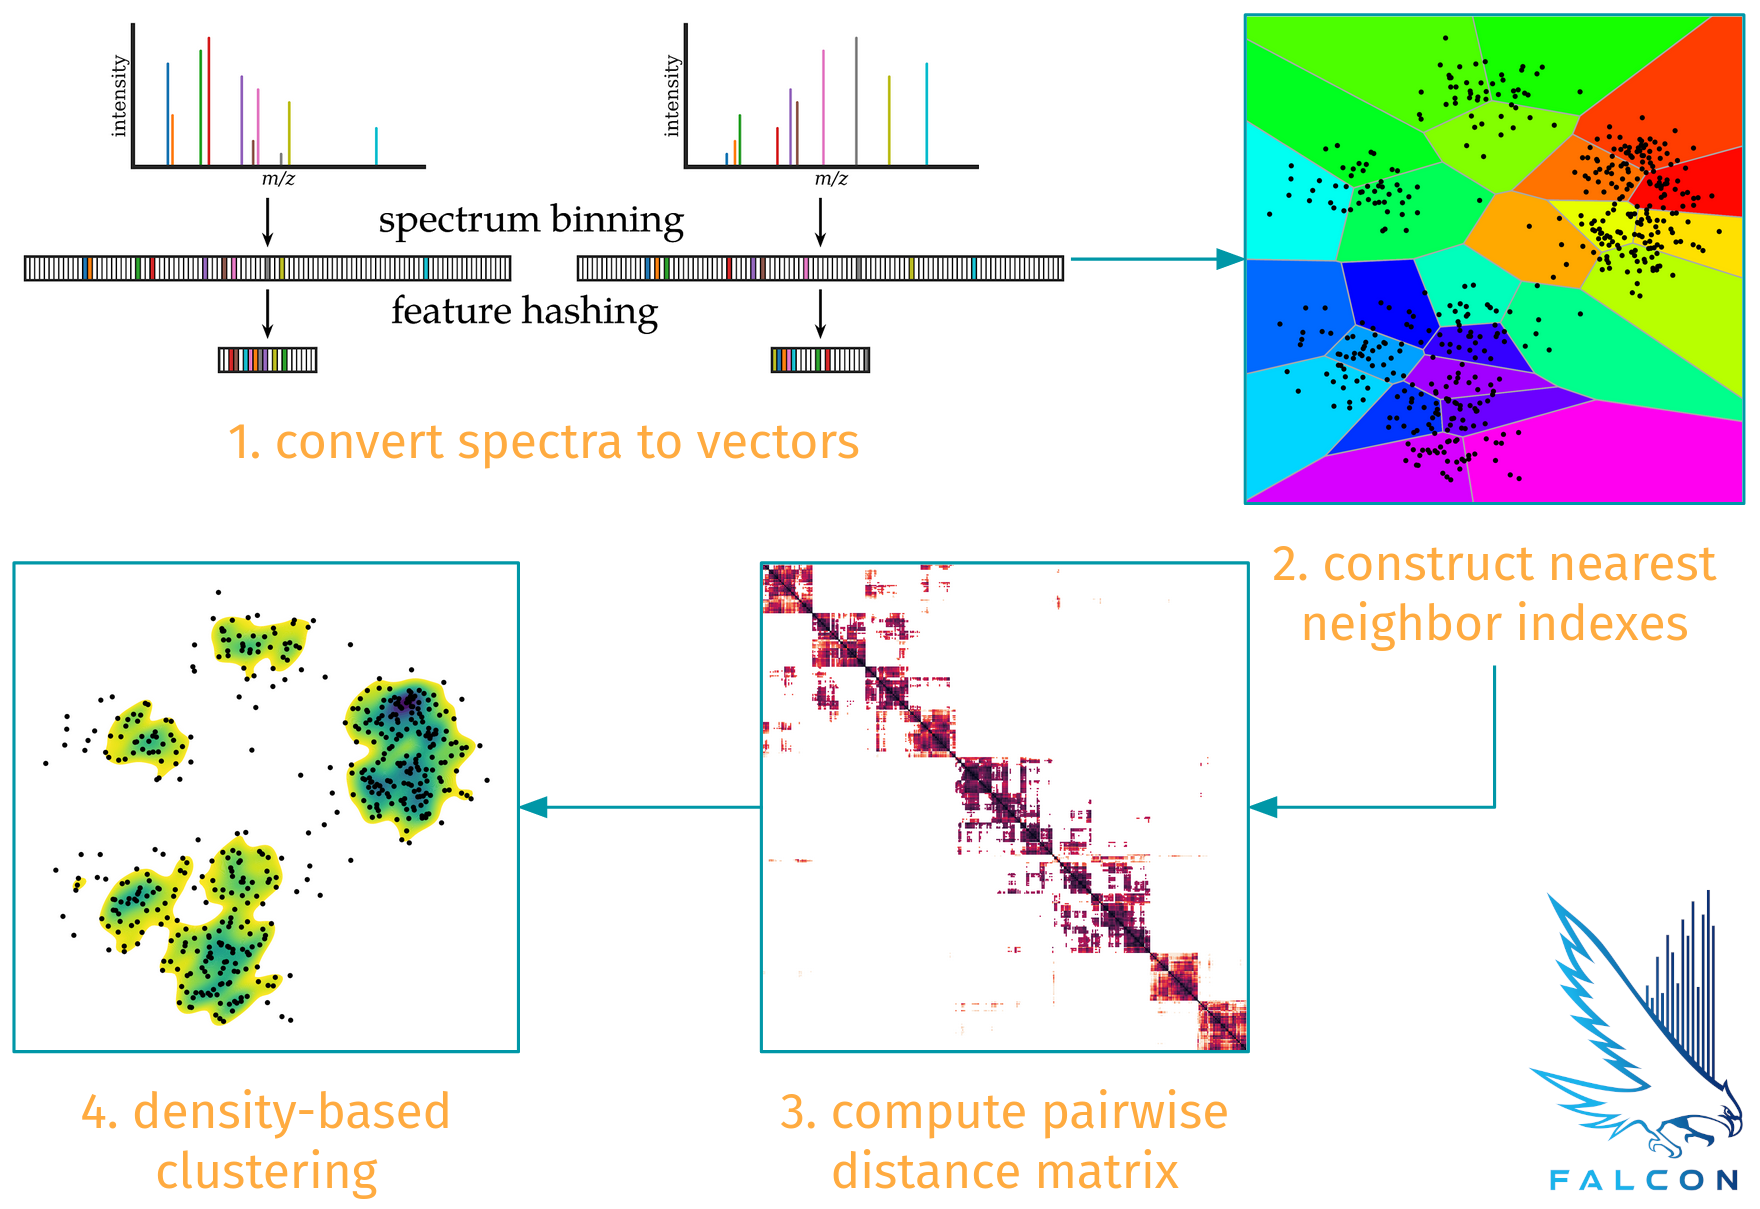 intensity
m/z
intensity
m/z
spectrum binning
feature hashing
1. convert spectra to vectors
2. construct nearest
neighbor indexes
3. compute pairwise
distance matrix
4. density-based
clustering
FALCON